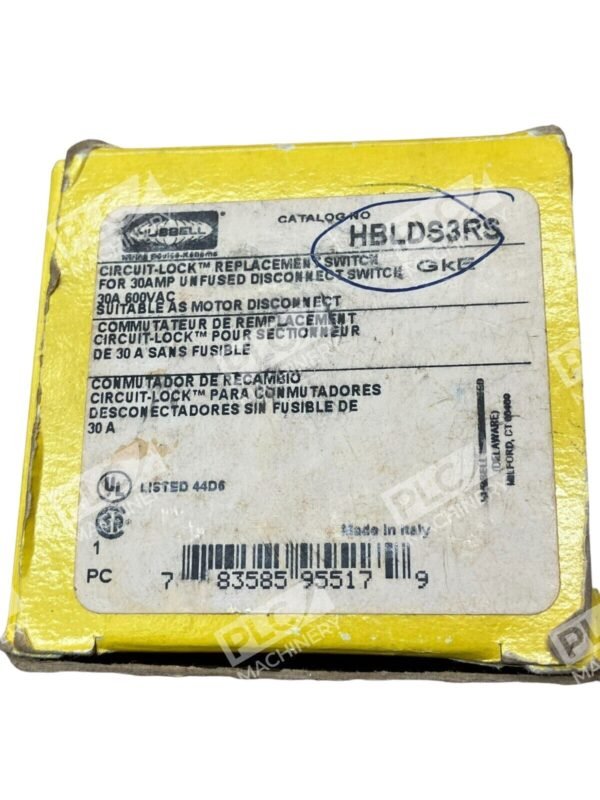 HUBBELL
Wiring Device-Kellems
CATALOG NO
HBLDS3RS
CIRCUIT-LOCK™ REPLACEMENT SWITCH
FOR 30AMP UNFUSED DISCONNECT SWITCH
GkE
30A 600VAC
SUITABLE AS MOTOR DISCONNECT
COMMUTATEUR DE REMPLACEMENT
CIRCUIT-LOCK™ POUR SECTIONNEUR
DE 30 A SANS FUSIBLE
CONMUTADOR DE RECAMBIO
CIRCUIT-LOCK™ PARA CONMUTADORES
DESCONECTADORES SIN FUSIBLE DE
30 A
(DELAWARE)
MILFORD, CT
UL
LISTED 44D6
SA
Made in Italy
1
PC
7 83585 95517 9
PLC
MACHINERY